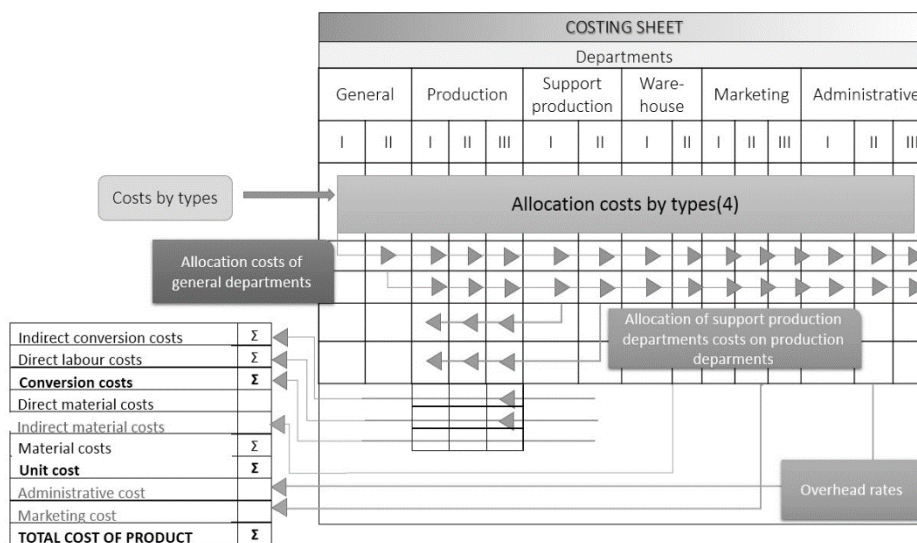 COSTING SHEET
Departments
General Production Support production Ware-house Marketing Administrative
I II I II III I II I II I II III I II III
Costs by types
Allocation costs by types(4)
Allocation costs of
general departments
Allocation of support production
departments costs on production
deparments
Indirect conversion costs Σ
Direct labour costs Σ
Conversion costs Σ
Direct material costs
Indirect material costs
Material costs Σ
Unit cost Σ
Administrative cost
Marketing cost
TOTAL COST OF PRODUCT Σ
Overhead rates